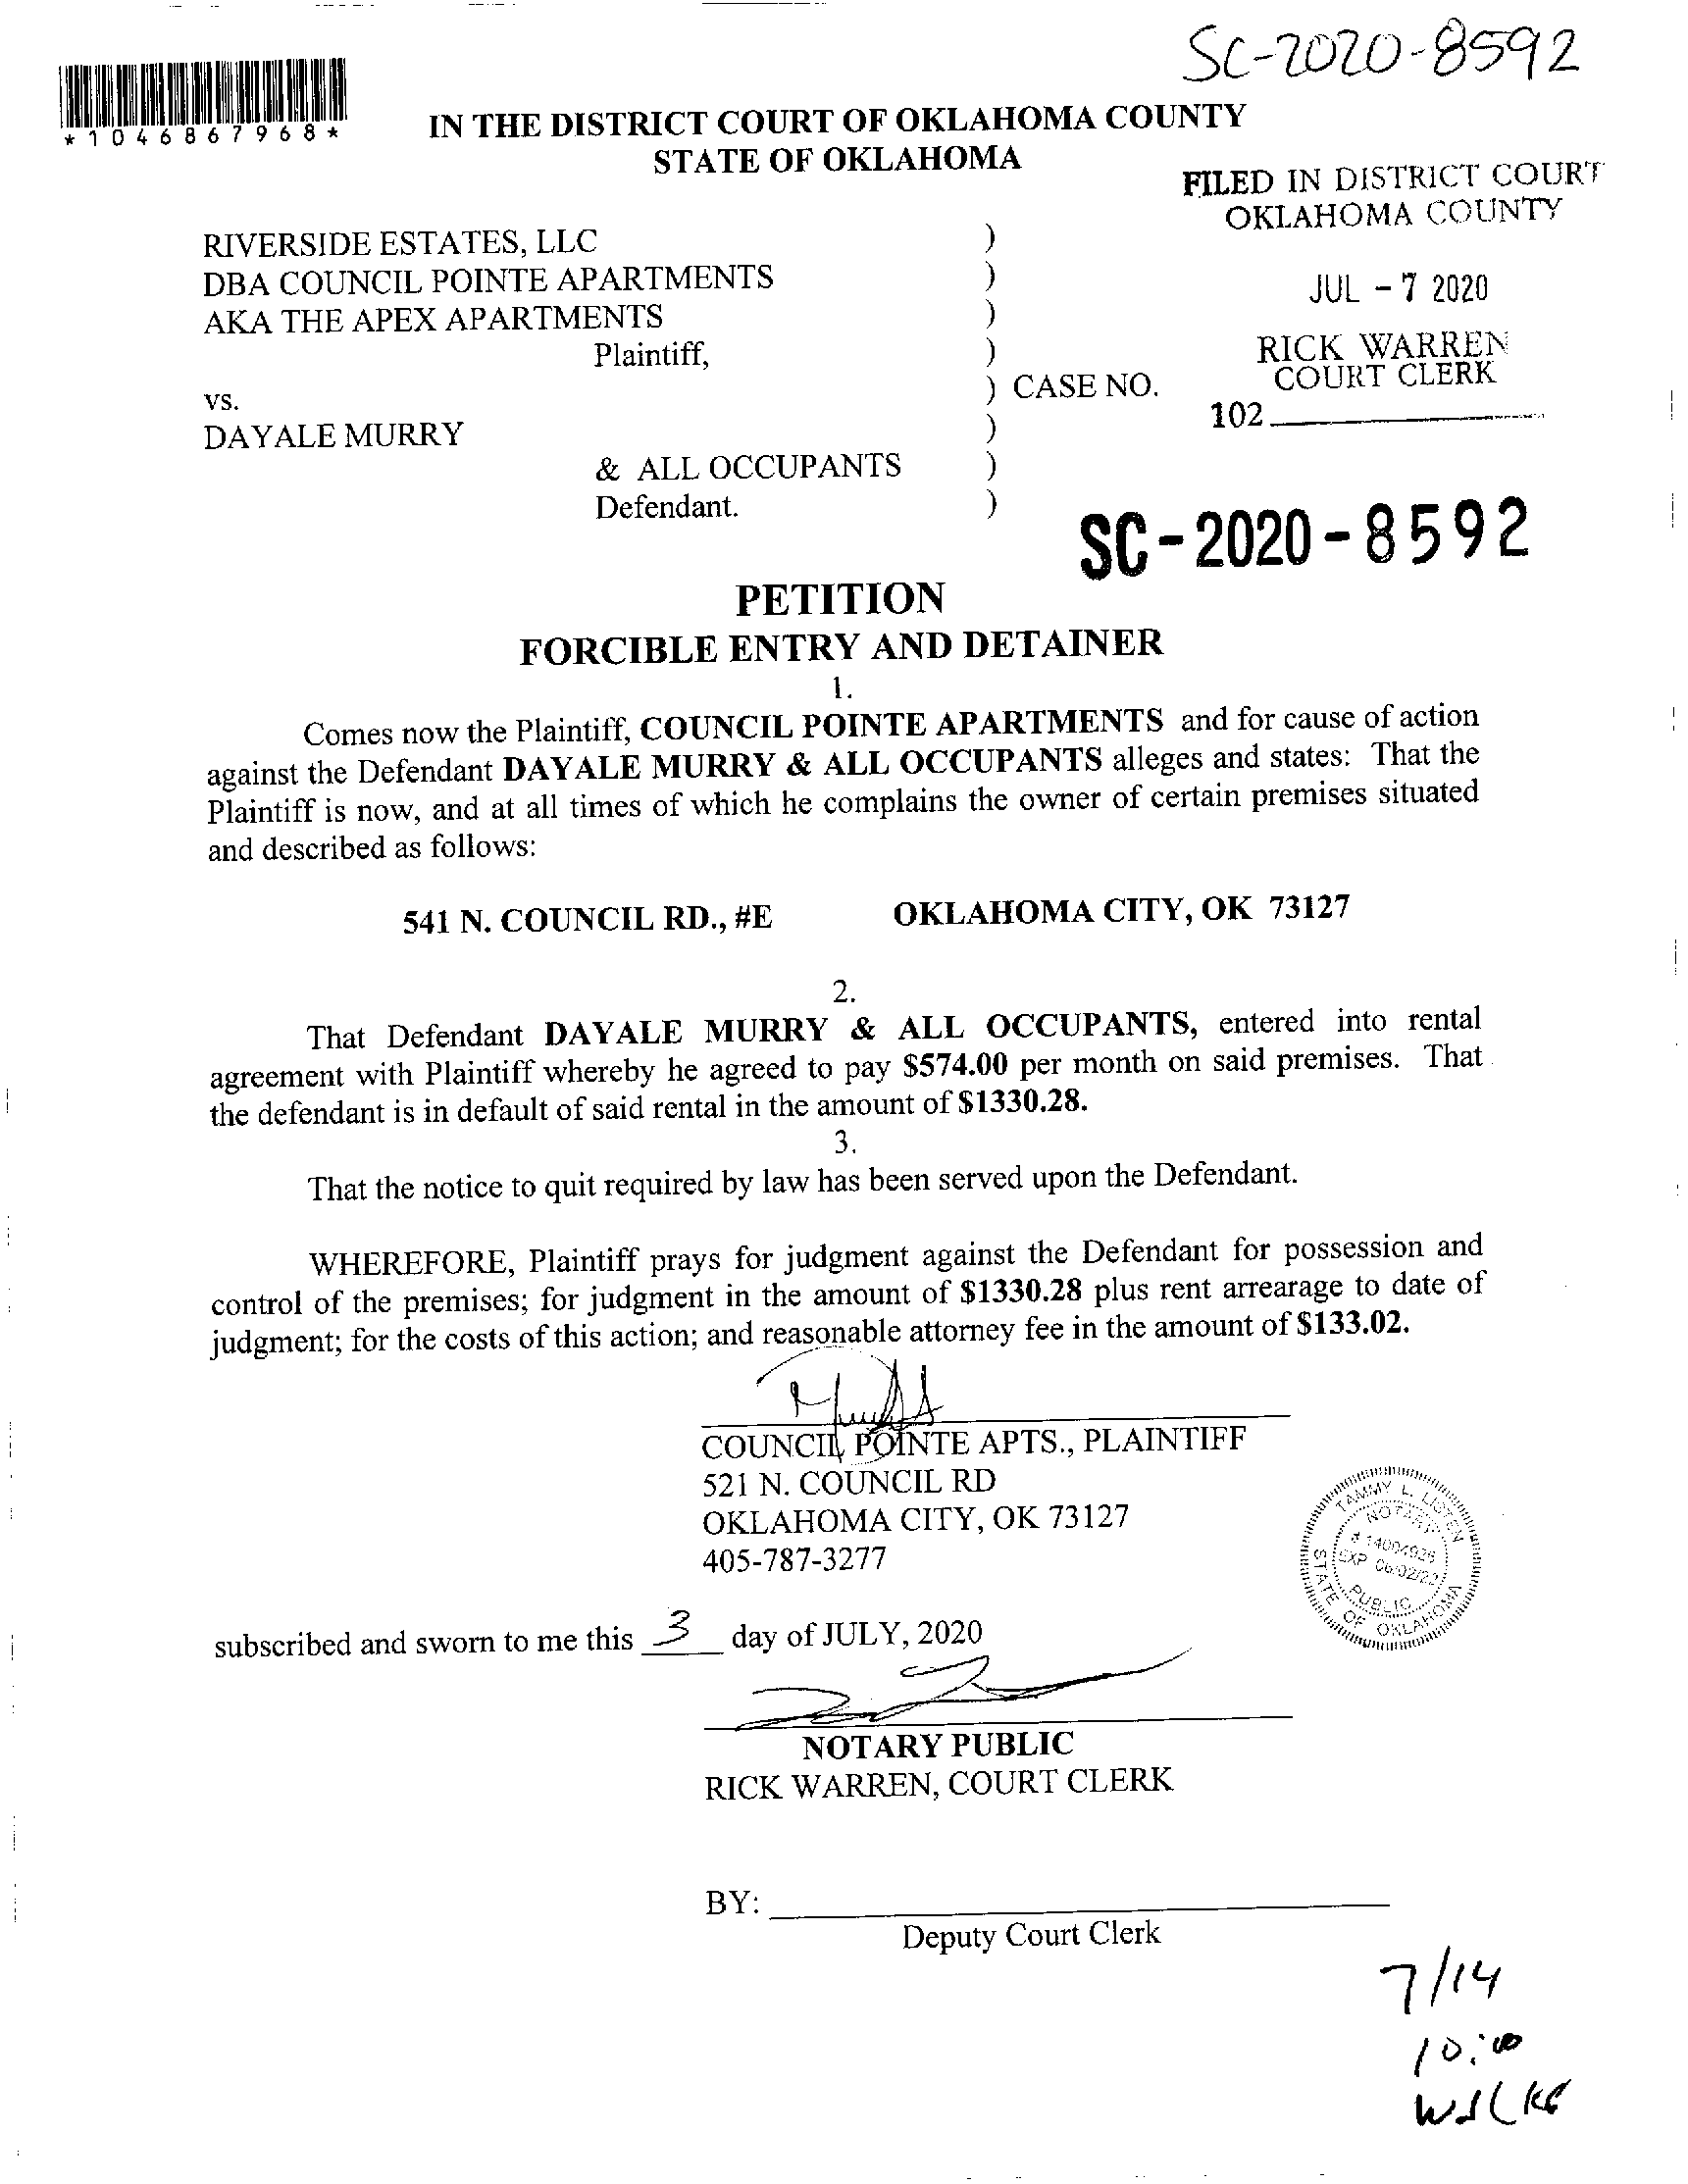 SC-2020-8592
*1046867968*
IN THE DISTRICT COURT OF OKLAHOMA COUNTY
STATE OF OKLAHOMA
FILED IN DISTRICT COURT
OKLAHOMA COUNTY
JUL - 7 2020
RICK WARREN
COURT CLERK
102
RIVERSIDE ESTATES, LLC )
DBA COUNCIL POINTE APARTMENTS )
AKA THE APEX APARTMENTS )
Plaintiff, )
) CASE NO.
vs.
DAYALE MURRY )
& ALL OCCUPANTS )
Defendant. )
SC-2020-8592
PETITION
FORCIBLE ENTRY AND DETAINER
1.
Comes now the Plaintiff, COUNCIL POINTE APARTMENTS and for cause of action
against the Defendant DAYALE MURRY & ALL OCCUPANTS alleges and states: That the
Plaintiff is now, and at all times of which he complains the owner of certain premises situated
and described as follows:
541 N. COUNCIL RD., #E OKLAHOMA CITY, OK 73127
2.
That Defendant DAYALE MURRY & ALL OCCUPANTS, entered into rental
agreement with Plaintiff whereby he agreed to pay $574.00 per month on said premises. That
the defendant is in default of said rental in the amount of $1330.28.
3.
That the notice to quit required by law has been served upon the Defendant.
WHEREFORE, Plaintiff prays for judgment against the Defendant for possession and
control of the premises; for judgment in the amount of $1330.28 plus rent arrearage to date of
judgment; for the costs of this action; and reasonable attorney fee in the amount of $133.02.
COUNCIL POINTE APTS., PLAINTIFF
521 N. COUNCIL RD
OKLAHOMA CITY, OK 73127
405-787-3277
TAMMY L.
NOTARY
# 14004926
EXP 06/02/22
PUBLIC
STATE OF OKLAHOMA
subscribed and sworn to me this 3 day of JULY, 2020
NOTARY PUBLIC
RICK WARREN, COURT CLERK
BY:
Deputy Court Clerk
7/14
10:00